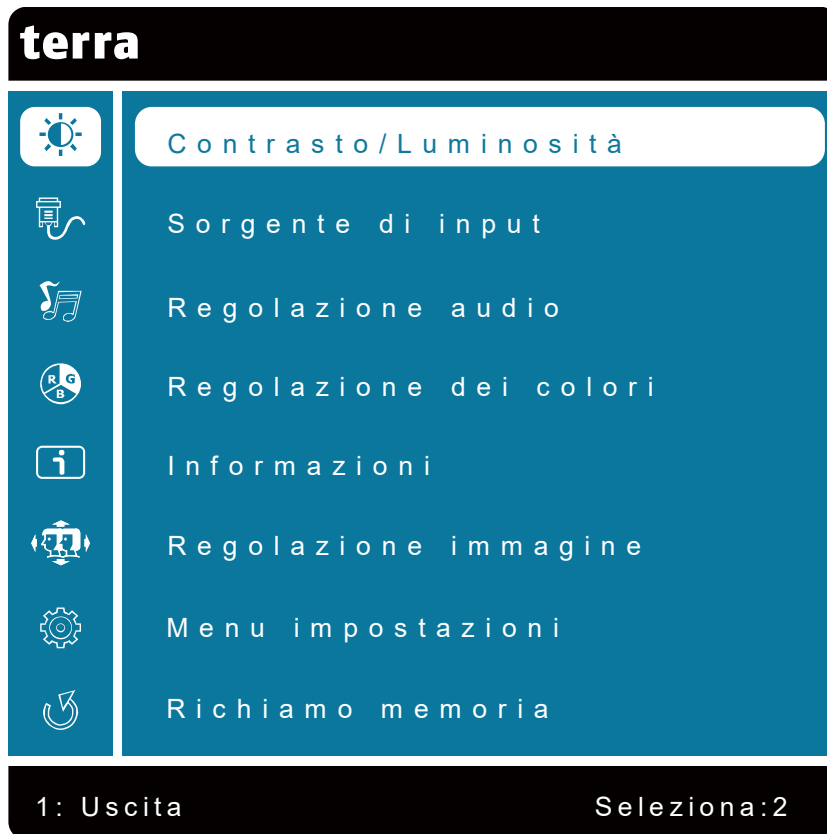 terra
Contrasto/Luminosità
Sorgente di input
Regolazione audio
R G
B
Regolazione dei colori
i
Informazioni
Regolazione immagine
Menu impostazioni
Richiamo memoria
1: Uscita Seleziona:2